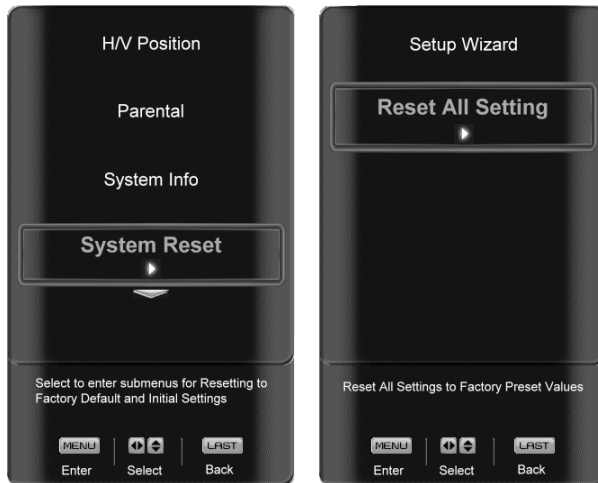 H/V Position
Parental
System Info
System Reset
Select to enter submenus for Resetting to
Factory Default and Initial Settings
MENU
LAST
Enter
Select
Back
Setup Wizard
Reset All Setting
Reset All Settings to Factory Preset Values
MENU
LAST
Enter
Select
Back